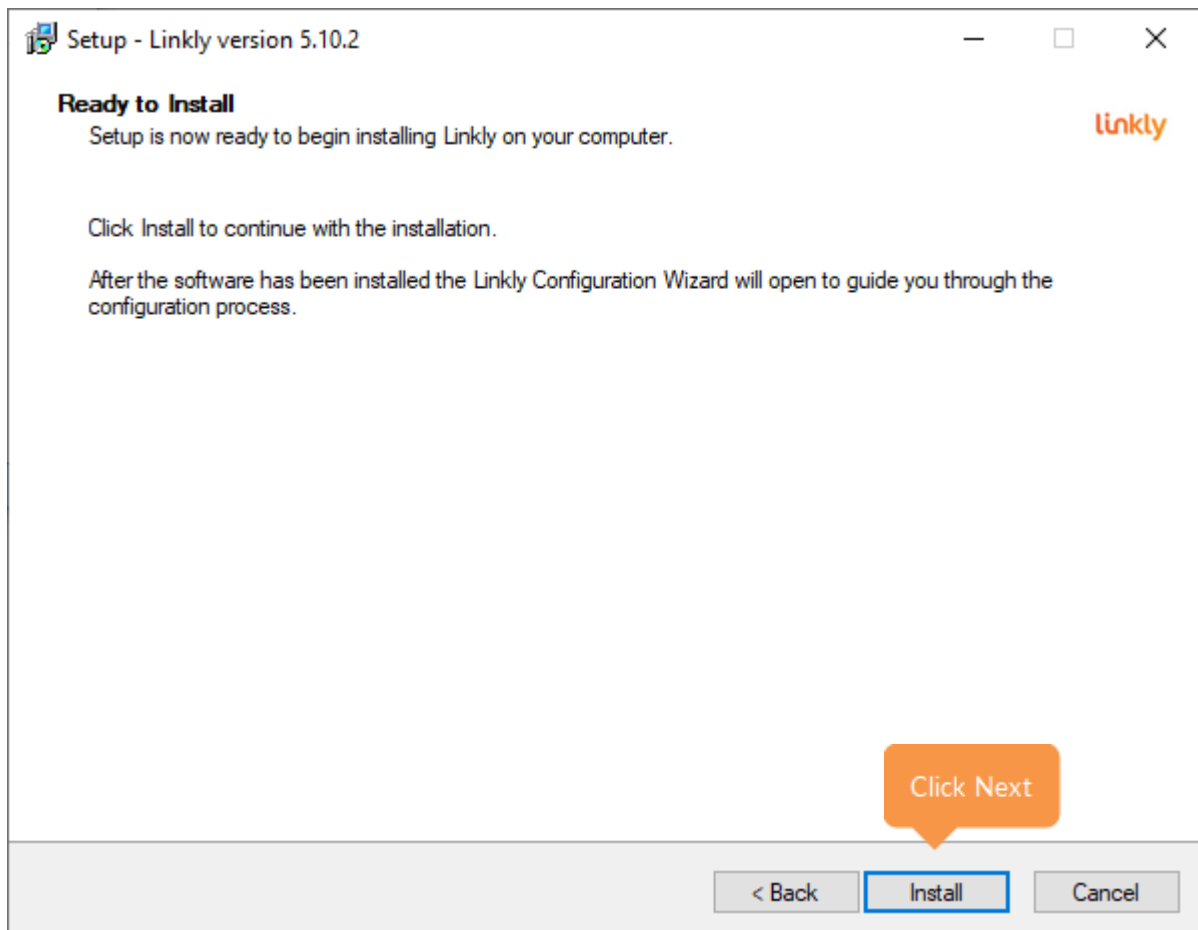 Setup - Linkly version 5.10.2
Ready to Install
Setup is now ready to begin installing Linkly on your computer.
linkly
Click Install to continue with the installation.
After the software has been installed the Linkly Configuration Wizard will open to guide you through the
configuration process.
Click Next
< Back
Install
Cancel